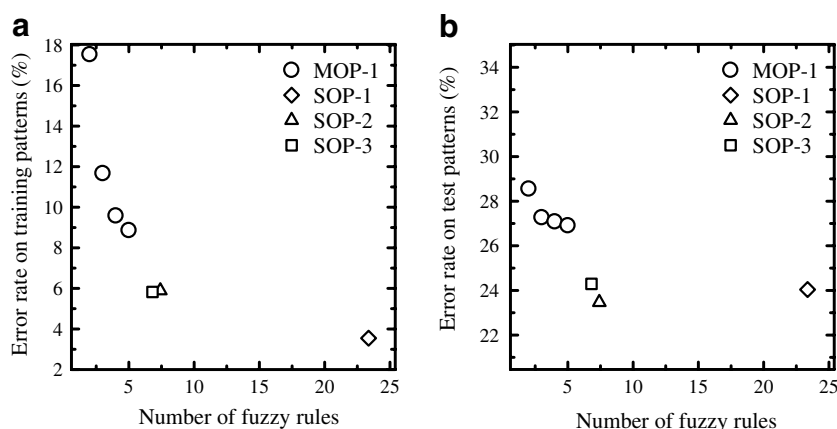 a
Error rate on training patterns (%)
18
16
14
12
10
8
6
4
2
MOP-1
SOP-1
SOP-2
SOP-3
5
10
15
20
25
Number of fuzzy rules
b
Error rate on test patterns (%)
34
32
30
28
26
24
22
MOP-1
SOP-1
SOP-2
SOP-3
5
10
15
20
25
Number of fuzzy rules